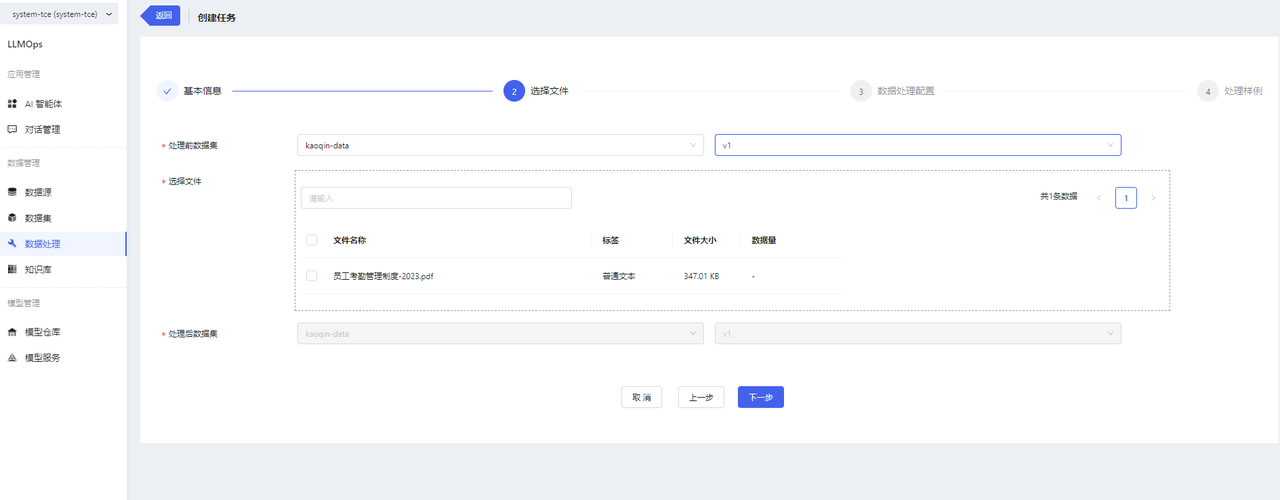 system-tce (system-tce)
LLMOps
应用管理
AI 智能体
对话管理
数据管理
数据源
数据集
数据处理
知识库
模型管理
模型仓库
模型服务
返回 创建任务
基本信息 2 选择文件 3 数据处理配置 4 处理样例
* 处理前数据集 kaoqin-data v1
* 选择文件
请输入 共1条数据 < 1 >
文件名称 标签 文件大小 数据量
员工考勤管理制度-2023.pdf 普通文本 347.01 KB -
* 处理后数据集 kaoqin-data v1
取 消 上一步 下一步